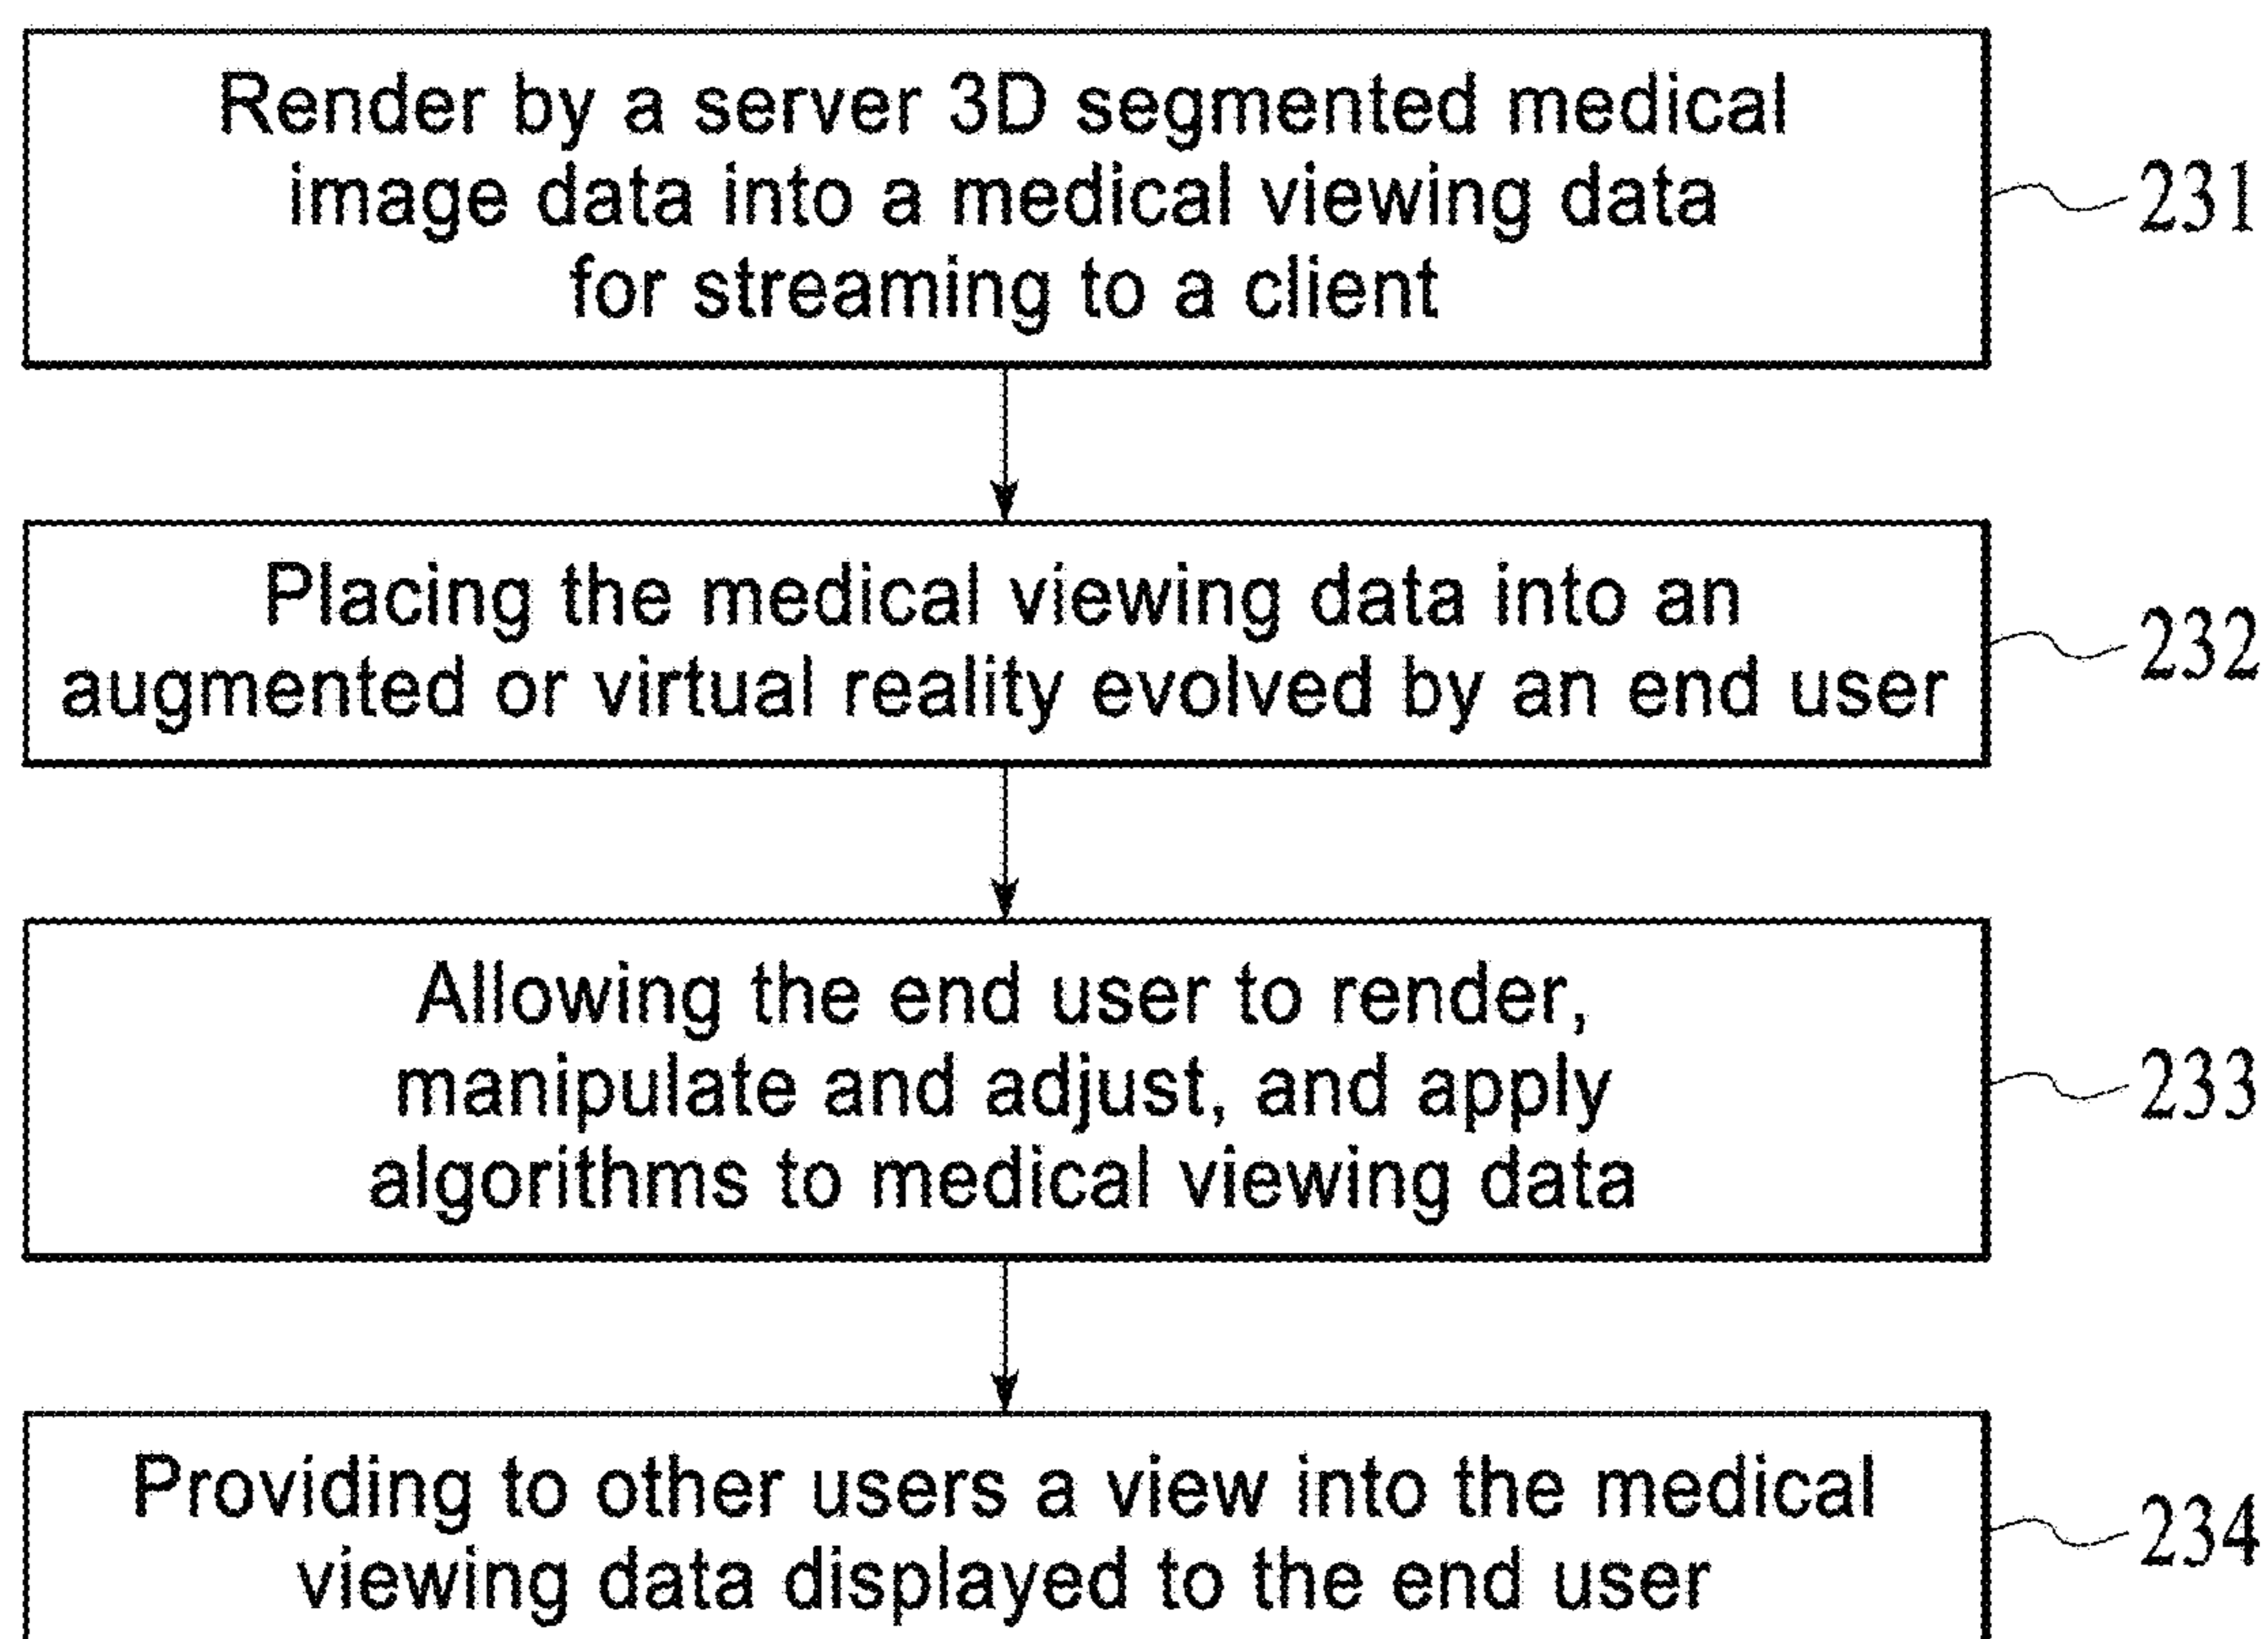 Render by a server 3D segmented medical
image data into a medical viewing data
for streaming to a client
231
Placing the medical viewing data into an
augmented or virtual reality evolved by an end user
232
Allowing the end user to render,
manipulate and adjust, and apply
algorithms to medical viewing data
233
Providing to other users a view into the medical
viewing data displayed to the end user
234